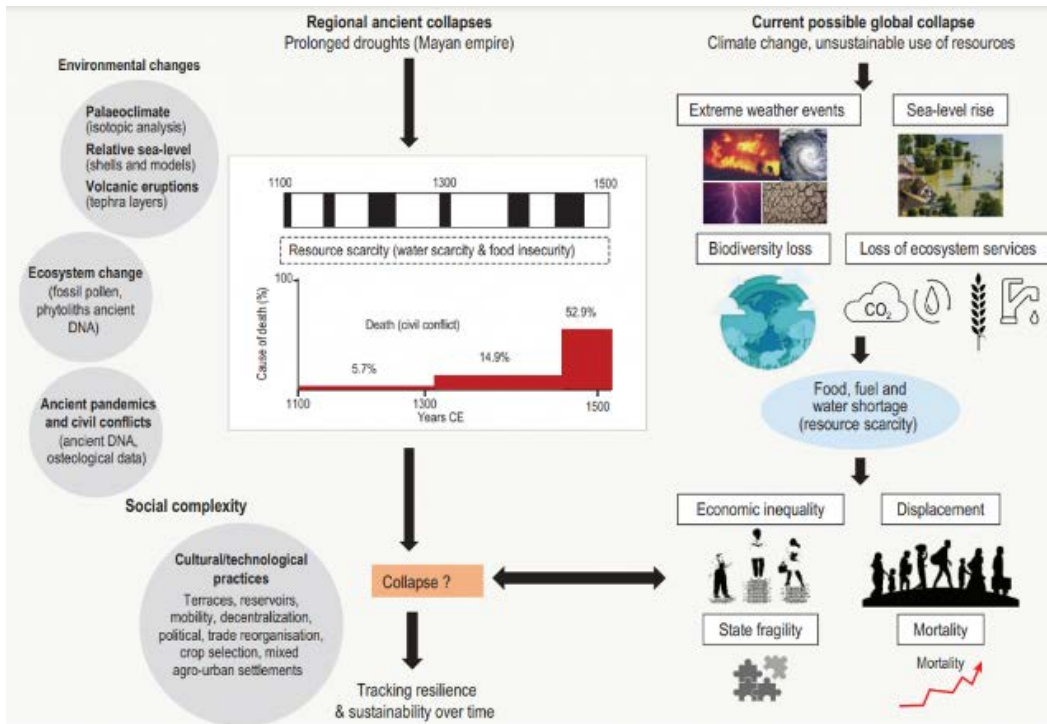 Regional ancient collapses
Prolonged droughts (Mayan empire)
Current possible global collapse
Climate change, unsustainable use of resources
Environmental changes
Palaeoclimate
(isotopic analysis)
Relative sea-level
(shells and models)
Volcanic eruptions
(tephra layers)
Ecosystem change
(fossil pollen,
phytoliths ancient
DNA)
Ancient pandemics
and civil conflicts
(ancient DNA,
osteological data)
Social complexity
Cultural/technological
practices
Terraces, reservoirs,
mobility, decentralization,
political, trade reorganisation,
crop selection, mixed
agro-urban settlements
1100
1300
1500
Resource scarcity (water scarcity & food insecurity)
100
Cause of death (%)
Death (civil conflict)
5.7%
14.9%
52.9%
1100
1300
1500
Years CE
Collapse ?
Tracking resilience
& sustainability over time
Extreme weather events
Sea-level rise
Biodiversity loss
Loss of ecosystem services
CO2
Food, fuel and
water shortage
(resource scarcity)
Economic inequality
Displacement
State fragility
Mortality
Mortality